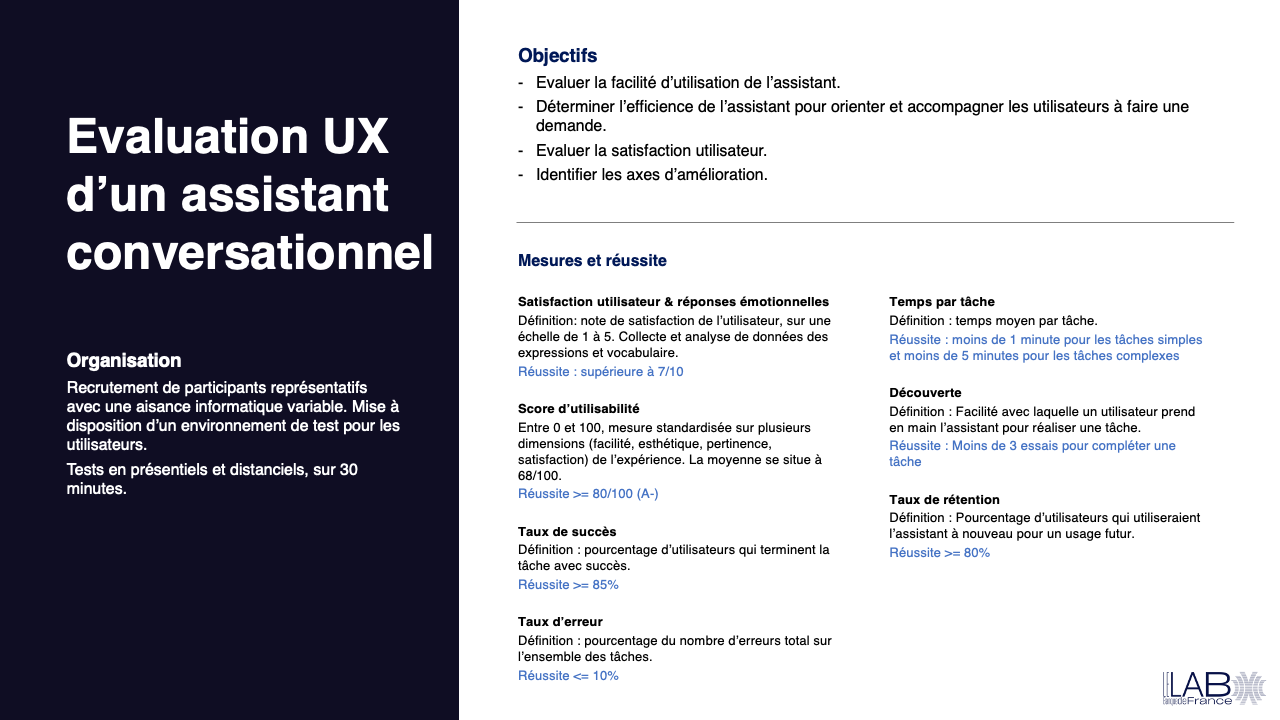 Evaluation UX
d’un assistant
conversationnel
Organisation
Recrutement de participants représentatifs
avec une aisance informatique variable. Mise à
disposition d’un environnement de test pour les
utilisateurs.
Tests en présentiels et distanciels, sur 30
minutes.
Objectifs
- Evaluer la facilité d’utilisation de l’assistant.
- Déterminer l’efficience de l’assistant pour orienter et accompagner les utilisateurs à faire une
demande.
- Evaluer la satisfaction utilisateur.
- Identifier les axes d’amélioration.
Mesures et réussite
Satisfaction utilisateur & réponses émotionnelles
Définition: note de satisfaction de l’utilisateur, sur une
échelle de 1 à 5. Collecte et analyse de données des
expressions et vocabulaire.
Réussite : supérieure à 7/10
Score d’utilisabilité
Entre 0 et 100, mesure standardisée sur plusieurs
dimensions (facilité, esthétique, pertinence,
satisfaction) de l’expérience. La moyenne se situe à
68/100.
Réussite >= 80/100 (A-)
Taux de succès
Définition : pourcentage d’utilisateurs qui terminent la
tâche avec succès.
Réussite >= 85%
Taux d’erreur
Définition : pourcentage du nombre d’erreurs total sur
l’ensemble des tâches.
Réussite <= 10%
Temps par tâche
Définition : temps moyen par tâche.
Réussite : moins de 1 minute pour les tâches simples
et moins de 5 minutes pour les tâches complexes
Découverte
Définition : Facilité avec laquelle un utilisateur prend
en main l’assistant pour réaliser une tâche.
Réussite : Moins de 3 essais pour compléter une
tâche
Taux de rétention
Définition : Pourcentage d’utilisateurs qui utiliseraient
l’assistant à nouveau pour un usage futur.
Réussite >= 80%
LAB
France